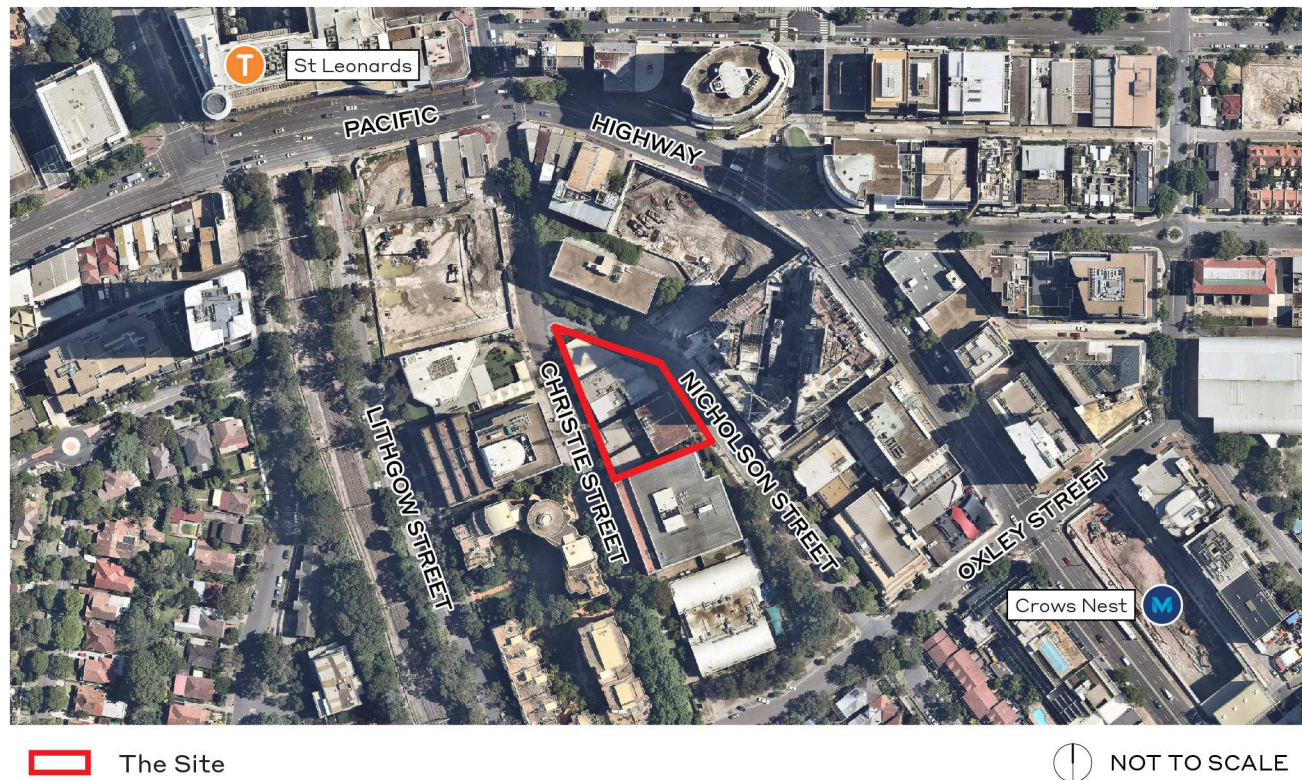 T
St Leonards
PACIFIC
HIGHWAY
CHRISTIE STREET
NICHOLSON STREET
LITHGOW STREET
OXLEY STREET
Crows Nest
M
The Site
NOT TO SCALE